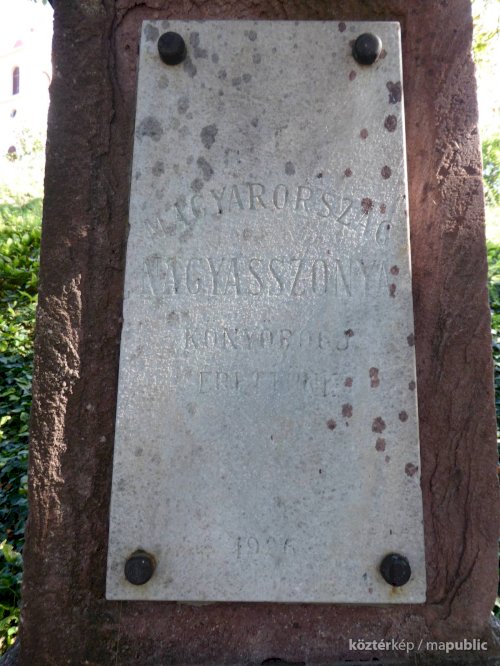 MAGYARORSZÁG
NAGYASSZONYA
KÖNYÖRÖGJ
ÉRETTÜNK
1926
köztérkép / mapublic